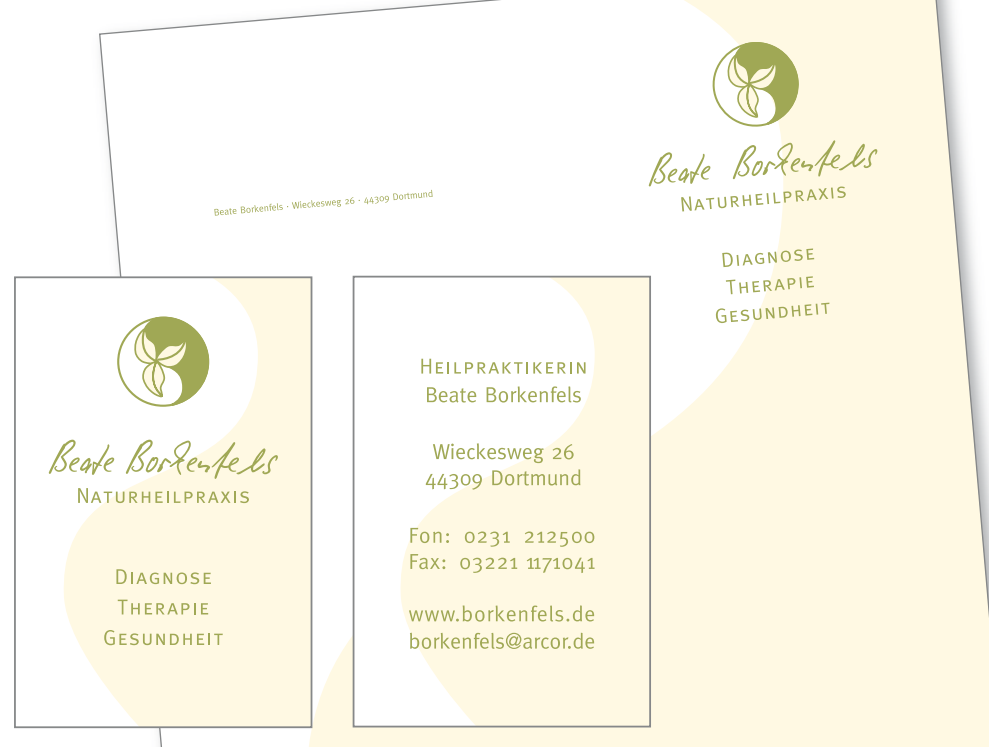 Beate Borkenfels
Naturheilpraxis
Diagnose
Therapie
Gesundheit
Beate Borkenfels · Wieckesweg 26 · 44309 Dortmund
Beate Borkenfels
Naturheilpraxis
Diagnose
Therapie
Gesundheit
Heilpraktikerin
Beate Borkenfels
Wieckesweg 26
44309 Dortmund
Fon: 0231 212500
Fax: 03221 1171041
www.borkenfels.de
borkenfels@arcor.de